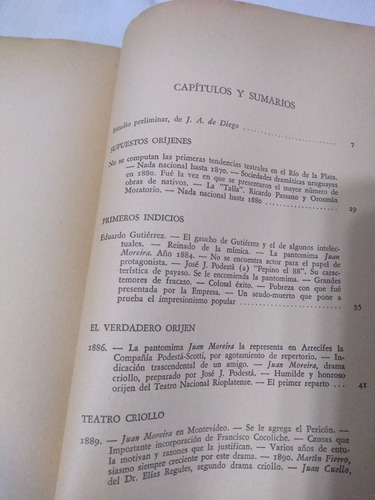 CAPÍTULOS Y SUMARIOS
Estudio preliminar, de J. A. de Diego 7
SUPUESTOS ORÍJENES
No se computan las primeras tendencias teatrales en el Río de la Plata.
— Nada nacional hasta 1870. — Sociedades dramáticas uruguayas
en 1880. Fué la vez en que se presentaron el mayor número de
obras de nativos. — La "Talía". Ricardo Passano y Orosmán
Moratorio. — Nada nacional hasta 1880 29
PRIMEROS INDICIOS
Eduardo Gutiérrez. — El gaucho de Gutiérrez y el de algunos intelec-
tuales. — Reinado de la mímica. — La pantomima Juan
Moreira. Año 1884. — No se encuentra actor para el papel de
protagonista. — José J. Podestá (a) "Pepino el 88". Su carac-
terística de payaso. Se le encomienda la pantomima. — Grandes
temores de fracaso. — Colosal éxito. — Pobreza con que fué
presentada por la Empresa. — Un scudo-muerto que pone a
prueba el impresionismo popular 35
EL VERDADERO ORIJEN
1886. — La pantomima Juan Moreira la representa en Arrecifes la
Compañía Podestá-Scotti, por agotamiento de repertorio. — In-
dicación trascendental de un amigo. — Juan Moreira, drama
criollo, preparado por José J. Podestá. — Humilde y honroso
orijen del Teatro Nacional Rioplatense. — El primer reparto 41
TEATRO CRIOLLO
1889. — Juan Moreira en Montevideo. — Se le agrega el Pericón. —
Importante incorporación de Francisco Cocoliche. — Causas que
la motivan y razones que la justifican. — Varios años de entu-
siasmo siempre creciente por este drama. — 1890. Martín Fierro,
del Dr. Elías Regules, segundo drama criollo. — Juan Cuello,